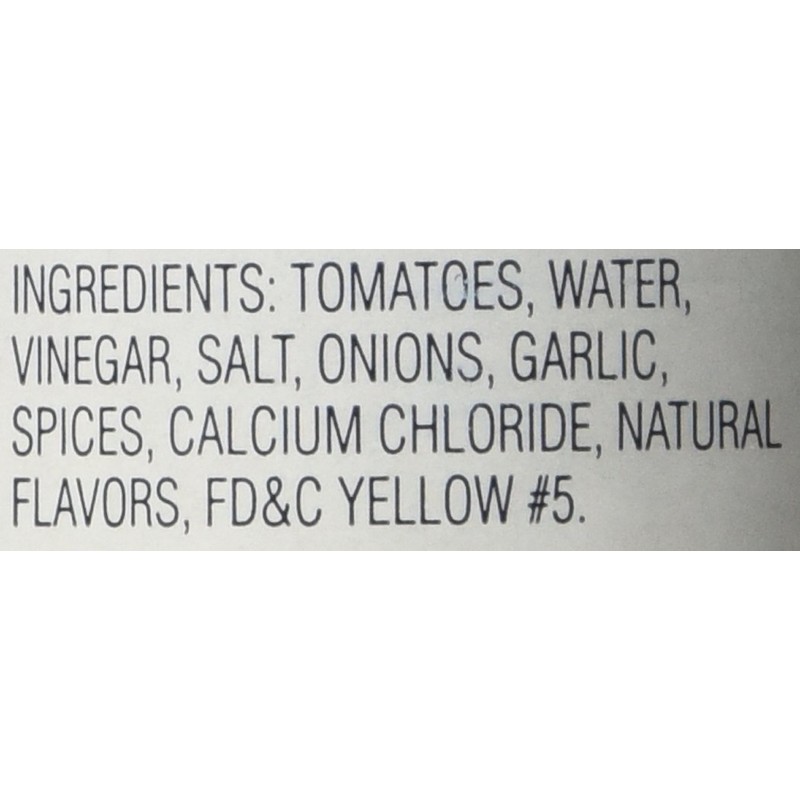 INGREDIENTS: TOMATOES, WATER,
VINEGAR, SALT, ONIONS, GARLIC,
SPICES, CALCIUM CHLORIDE, NATURAL
FLAVORS, FD&C YELLOW #5.